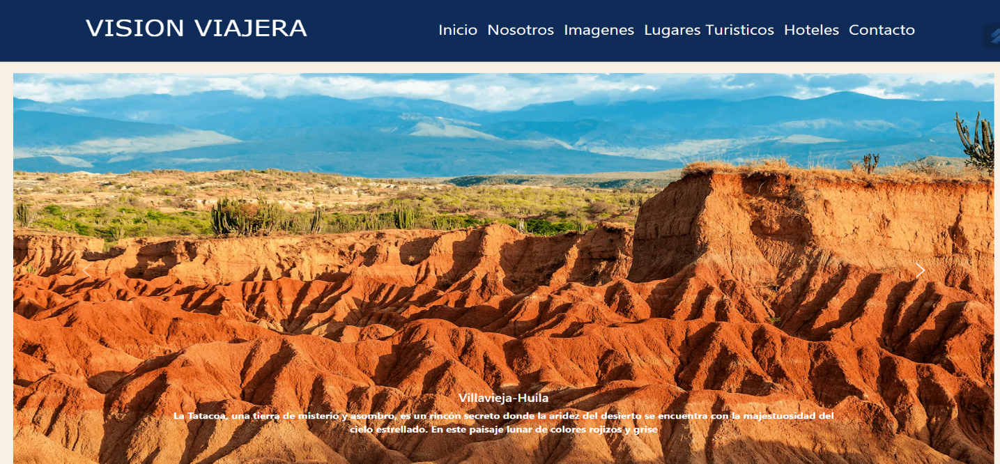 VISION VIAJERA
Inicio Nosotros Imagenes Lugares Turisticos Hoteles Contacto
Villavieja-Huila
La Tatacoa, una tierra de misterio y asombro, es un rincón secreto donde la aridez del desierto se encuentra con la majestuosidad del
cielo estrellado. En este paisaje lunar de colores rojizos y grise